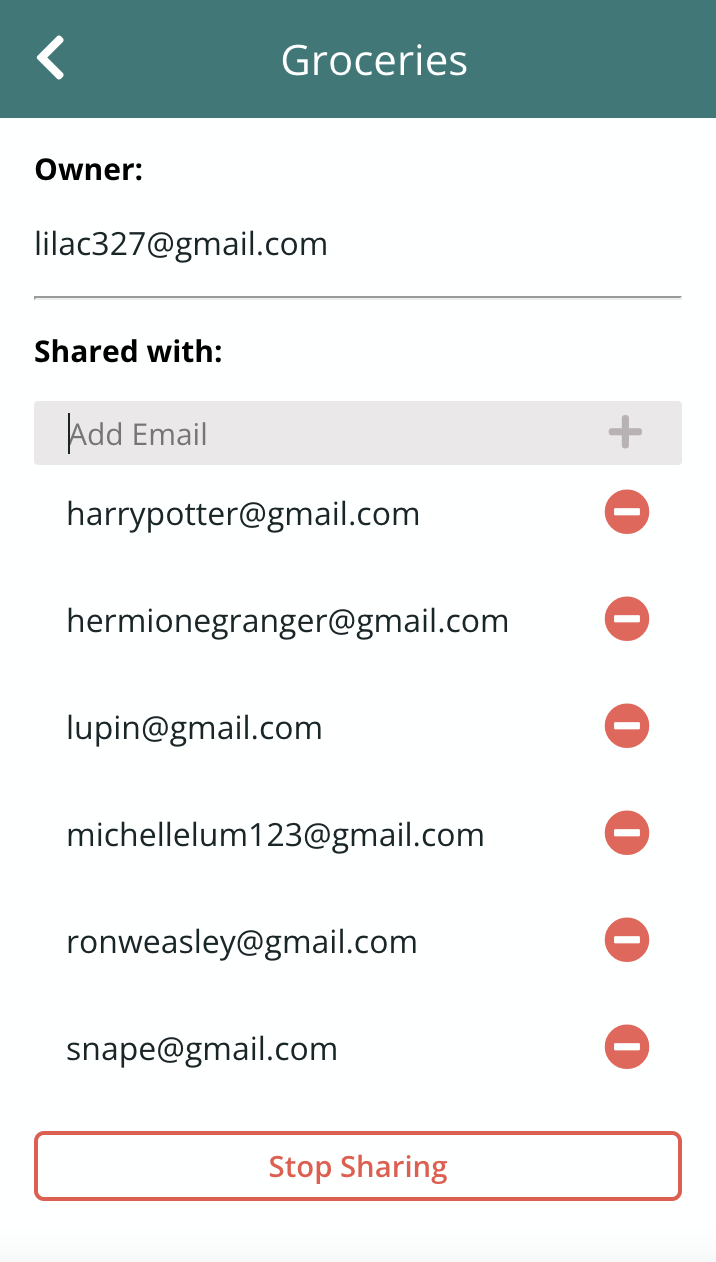 Groceries
Owner:
lilac327@gmail.com
Shared with:
Add Email
harrypotter@gmail.com
hermionegranger@gmail.com
lupin@gmail.com
michellelum123@gmail.com
ronweasley@gmail.com
snape@gmail.com
Stop Sharing